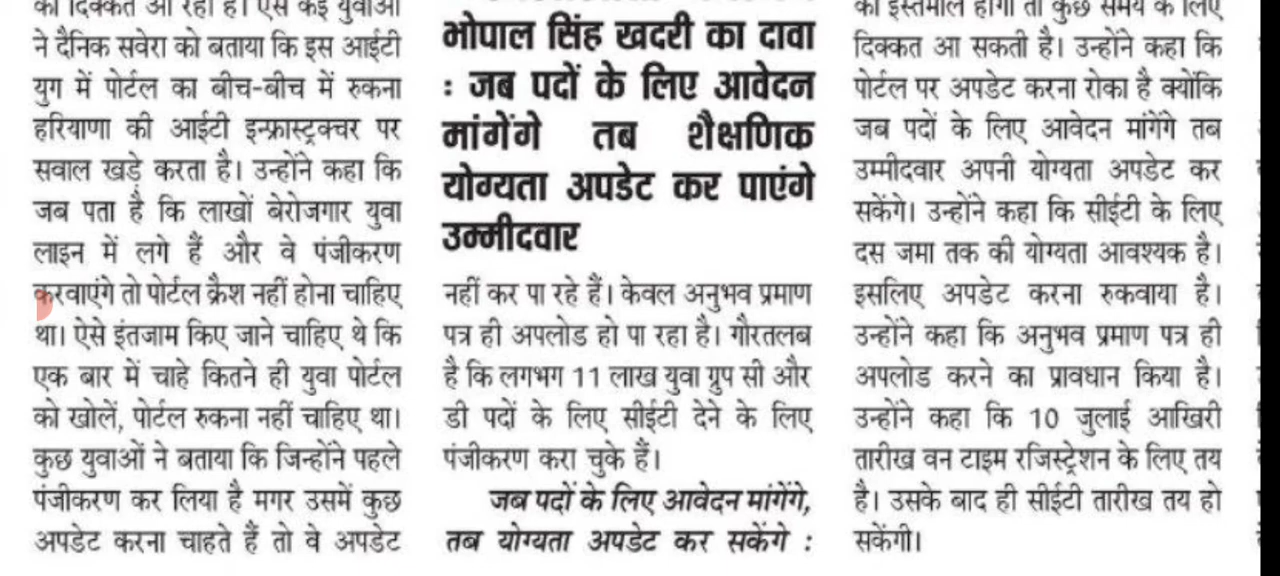 को दिक्कत आ रही है। ऐसे कई युवाओं
ने दैनिक सवेरा को बताया कि इस आईटी
युग में पोर्टल का बीच-बीच में रुकना
हरियाणा की आईटी इन्फ्रास्ट्रक्चर पर
सवाल खड़े करता है। उन्होंने कहा कि
जब पता है कि लाखों बेरोजगार युवा
लाइन में लगे हैं और वे पंजीकरण
करवाएंगे तो पोर्टल क्रैश नहीं होना चाहिए
था। ऐसे इंतजाम किए जाने चाहिए थे कि
एक बार में चाहे कितने ही युवा पोर्टल
को खोलें, पोर्टल रुकना नहीं चाहिए था।
कुछ युवाओं ने बताया कि जिन्होंने पहले
पंजीकरण कर लिया है मगर उसमें कुछ
अपडेट करना चाहते हैं तो वे अपडेट
भोपाल सिंह खदरी का दावा
: जब पदों के लिए आवेदन
मांगेंगे तब शैक्षणिक
योग्यता अपडेट कर पाएंगे
उम्मीदवार
नहीं कर पा रहे हैं। केवल अनुभव प्रमाण
पत्र ही अपलोड हो पा रहा है। गौरतलब
है कि लगभग 11 लाख युवा ग्रुप सी और
डी पदों के लिए सीईटी देने के लिए
पंजीकरण करा चुके हैं।
जब पदों के लिए आवेदन मांगेंगे,
तब योग्यता अपडेट कर सकेंगे :
का इस्तेमाल होगा तो कुछ समय के लिए
दिक्कत आ सकती है। उन्होंने कहा कि
पोर्टल पर अपडेट करना रोका है क्योंकि
जब पदों के लिए आवेदन मांगेंगे तब
उम्मीदवार अपनी योग्यता अपडेट कर
सकेंगे। उन्होंने कहा कि सीईटी के लिए
दस जमा तक की योग्यता आवश्यक है।
इसलिए अपडेट करना रुकवाया है।
उन्होंने कहा कि अनुभव प्रमाण पत्र ही
अपलोड करने का प्रावधान किया है।
उन्होंने कहा कि 10 जुलाई आखिरी
तारीख वन टाइम रजिस्ट्रेशन के लिए तय
है। उसके बाद ही सीईटी तारीख तय हो
सकेंगी।